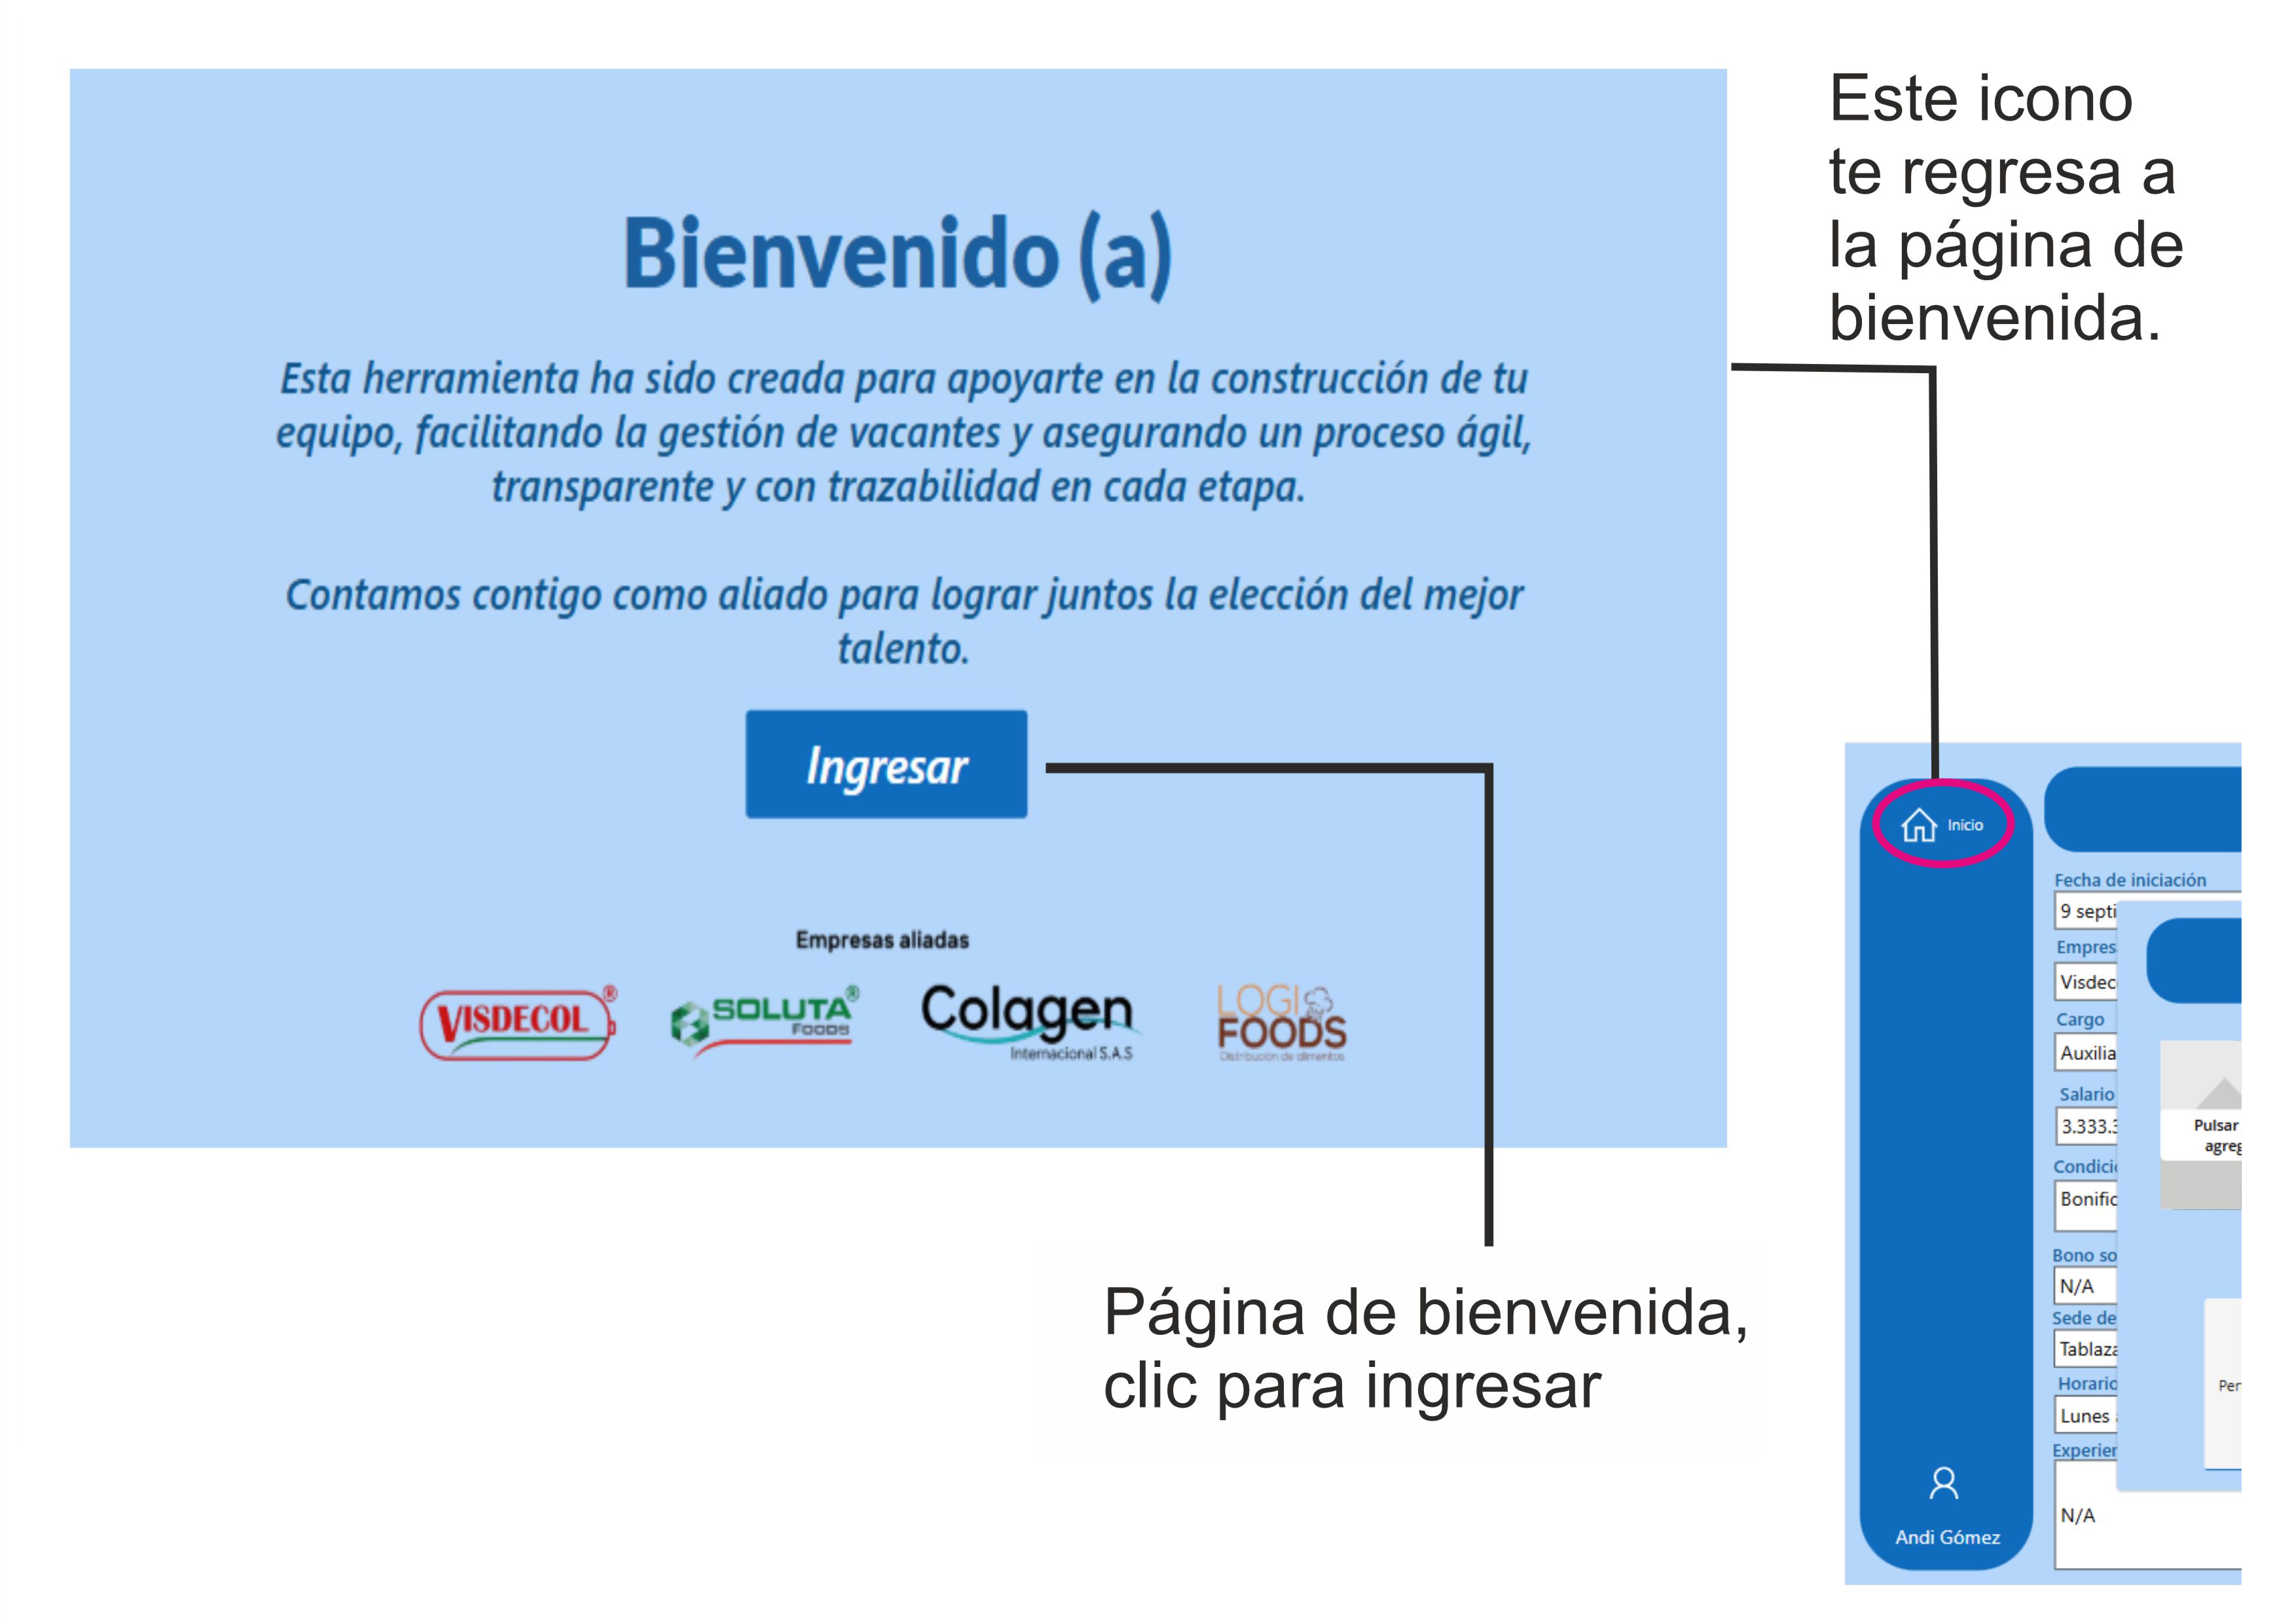 Bienvenido (a)
Esta herramienta ha sido creada para apoyarte en la construcción de tu
equipo, facilitando la gestión de vacantes y asegurando un proceso ágil,
transparente y con trazabilidad en cada etapa.
Contamos contigo como aliado para lograr juntos la elección del mejor
talento.
Ingresar
Empresas aliadas
VISDECOL ®
SOLUTA ®
FOODS
Colagen
Internacional S.A.S
LOGI
FOODS
Distribución de alimentos
Página de bienvenida,
clic para ingresar
Este icono
te regresa a
la página de
bienvenida.
Inicio
Andi Gómez
Fecha de iniciación
9 septi
Empres
Visdec
Cargo
Auxilia
Salario
3.333.3
Condici
Bonific
Bono so
N/A
Sede de
Tablaza
Horario
Lunes a
Experien
N/A
Pulsar
agreg
Per